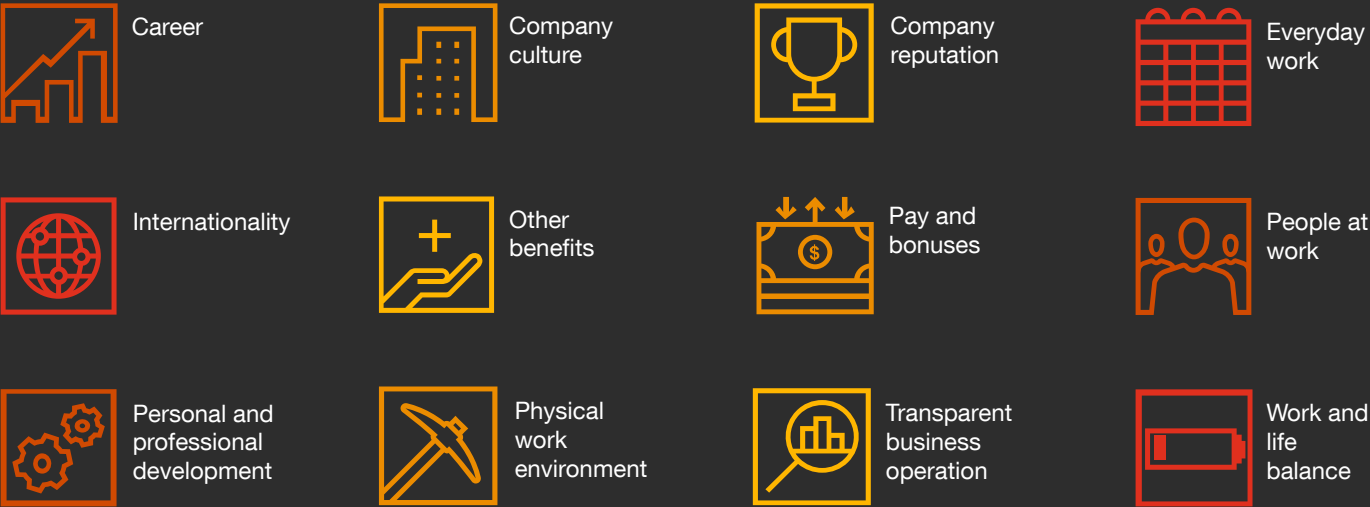 Career
Company
culture
Company
reputation
Everyday
work
Internationality
Other
benefits
Pay and
bonuses
$
People at
work
Personal and
professional
development
Physical
work
environment
Transparent
business
operation
Work and
life
balance